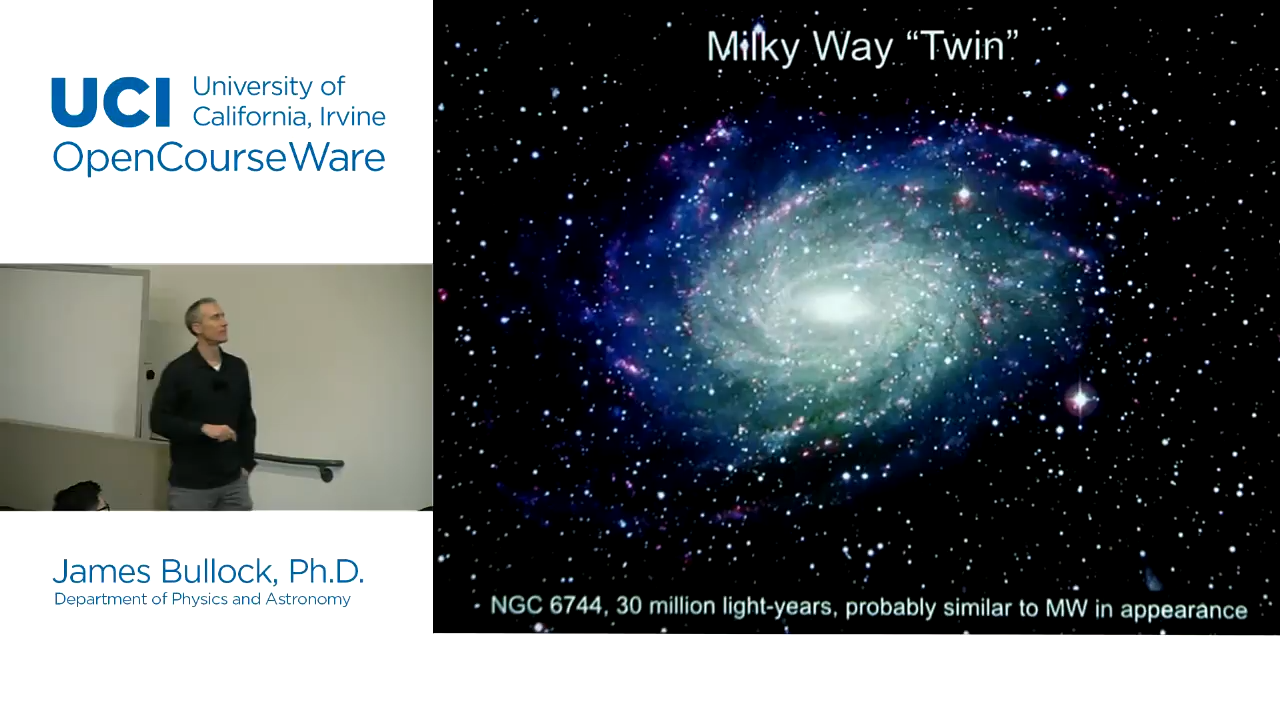 UCI University of
California, Irvine
OpenCourseWare
Milky Way “Twin”
NGC 6744, 30 million light-years, probably similar to MW in appearance
James Bullock, Ph.D.
Department of Physics and Astronomy